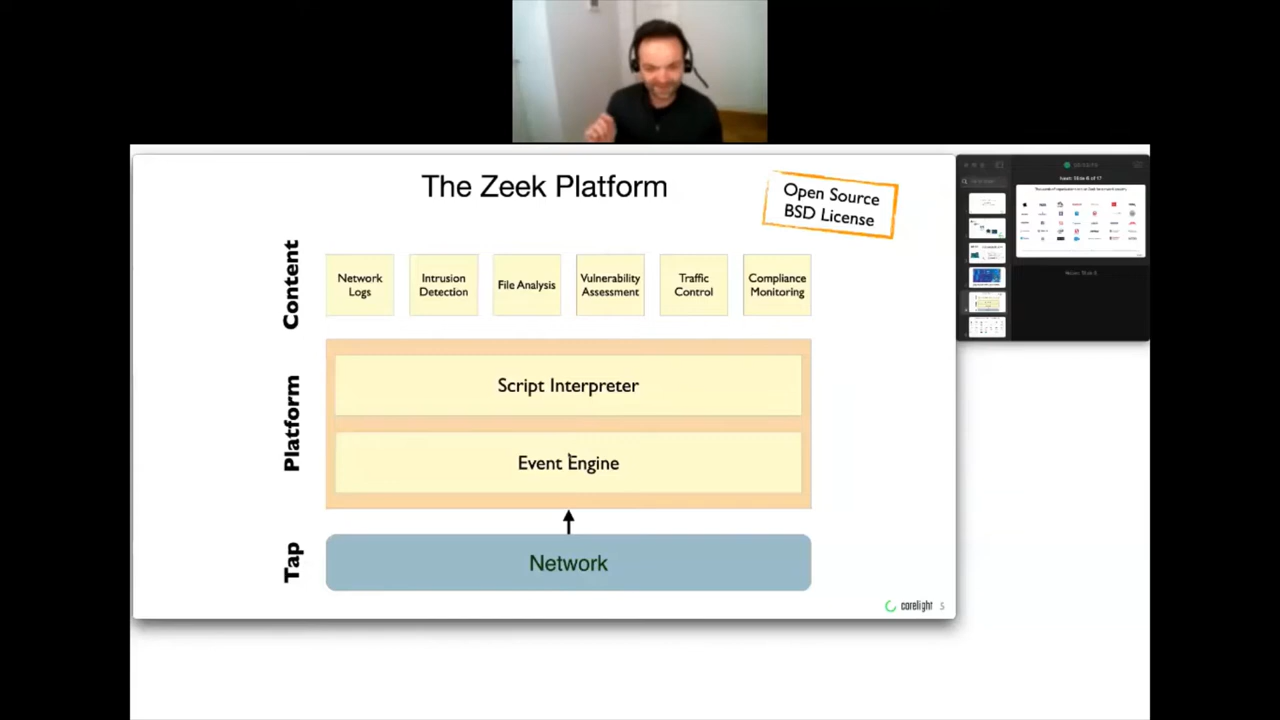 The Zeek Platform
Open Source
BSD License
Content
Network
Logs
Intrusion
Detection
File Analysis
Vulnerability
Assessment
Traffic
Control
Compliance
Monitoring
Platform
Script Interpreter
Event Engine
Tap
Network
corelight 5